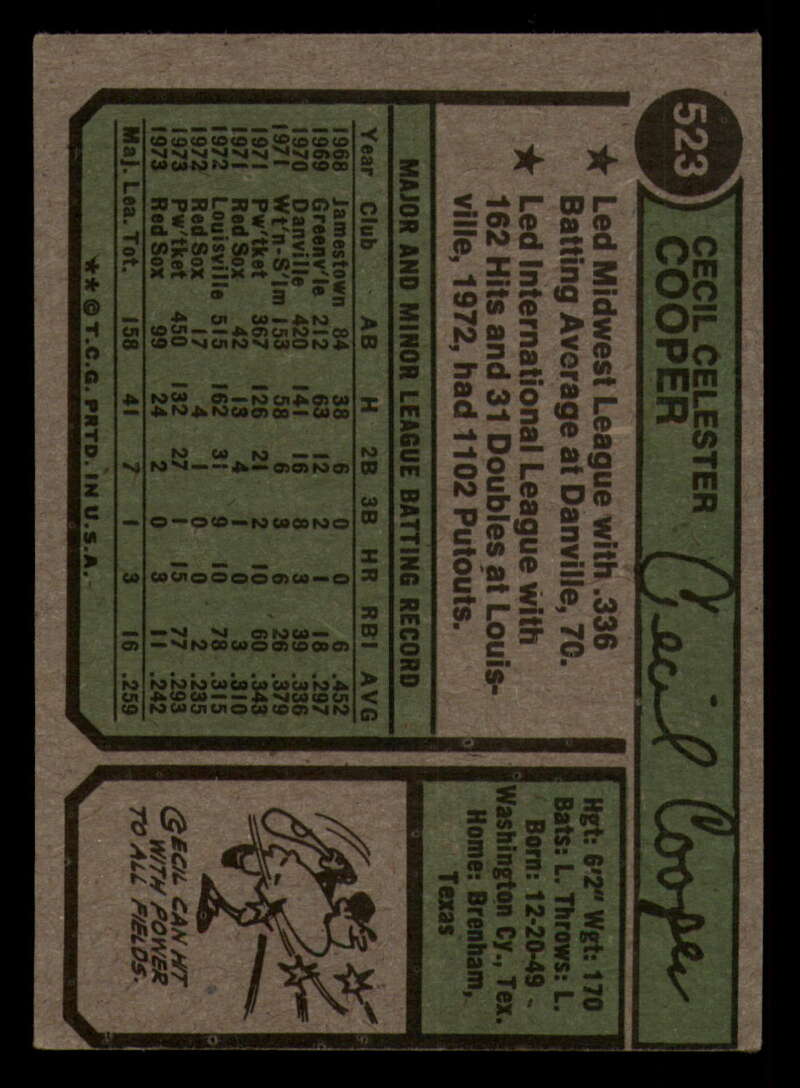 523
CECIL CELESTER
COOPER
Cecil Cooper
★ Led Midwest League with .336
Batting Average at Danville, 70.
★ Led International League with
162 Hits and 31 Doubles at Louis-
ville, 1972, had 1102 Putouts.
MAJOR AND MINOR LEAGUE BATTING RECORD
Year Club AB H 2B 3B HR RBI AVG
1968 Jamestown 84 38 6 0 0 6 .452
1969 Greenv'le 212 63 12 2 1 18 .297
1970 Danville 420 141 16 8 3 39 .336
1971 Wt'n-S'lm 153 58 6 3 6 26 .379
1971 Pw'tket 367 126 21 2 10 60 .343
1971 Red Sox 42 13 4 1 0 3 .310
1972 Louisville 515 162 31 9 10 78 .315
1972 Red Sox 17 4 1 0 0 2 .235
1973 Pw'tket 450 132 27 1 15 77 .293
1973 Red Sox 99 24 2 0 3 11 .242
Maj. Lea. Tot. 158 41 7 1 3 16 .259
**© T.C.G. PRTD. IN U.S.A.
Hgt: 6'2" Wgt: 170
Bats: L. Throws: L.
Born: 12-20-49
Washington Cy., Tex.
Home: Brenham,
Texas
CECIL CAN HIT
WITH POWER
TO ALL FIELDS.